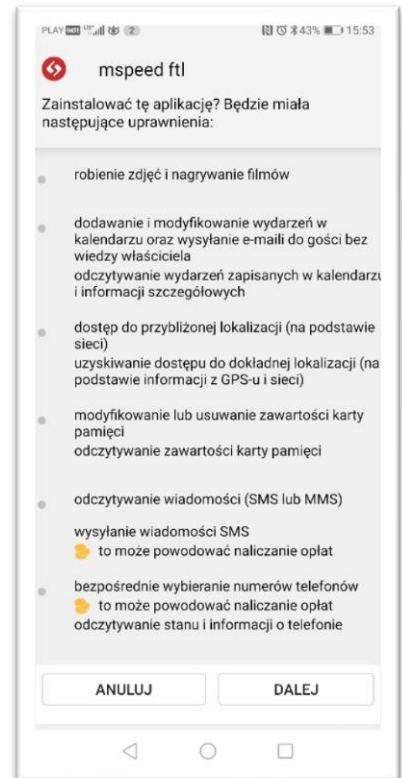 PLAY 2 43% 15:53
mspeed ftl
Zainstalować tę aplikację? Będzie miała
następujące uprawnienia:
robienie zdjęć i nagrywanie filmów
dodawanie i modyfikowanie wydarzeń w
kalendarzu oraz wysyłanie e-maili do gości bez
wiedzy właściciela
odczytywanie wydarzeń zapisanych w kalendarzu
i informacji szczegółowych
dostęp do przybliżonej lokalizacji (na podstawie
sieci)
uzyskiwanie dostępu do dokładnej lokalizacji (na
podstawie informacji z GPS-u i sieci)
modyfikowanie lub usuwanie zawartości karty
pamięci
odczytywanie zawartości karty pamięci
odczytywanie wiadomości (SMS lub MMS)
wysyłanie wiadomości SMS
to może powodować naliczanie opłat
bezpośrednie wybieranie numerów telefonów
to może powodować naliczanie opłat
odczytywanie stanu i informacji o telefonie
ANULUJ DALEJ